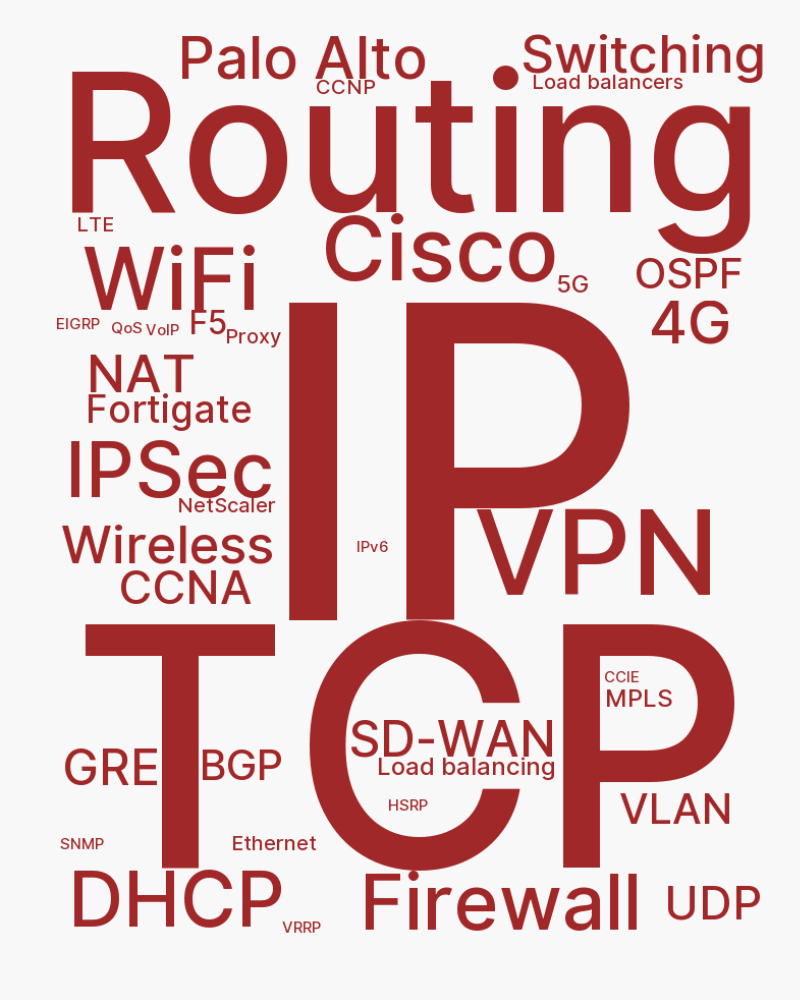 Palo Alto
Switching
CCNP
Load balancers
Routing
LTE
Cisco
WiFi
5G
OSPF
4G
EIGRP
QoS
VoIP
F5
Proxy
NAT
Fortigate
IP
IPSec
NetScaler
VPN
Wireless
IPv6
CCNA
TCP
CCIE
MPLS
SD-WAN
GRE
BGP
Load balancing
HSRP
VLAN
SNMP
Ethernet
DHCP
Firewall
UDP
VRRP